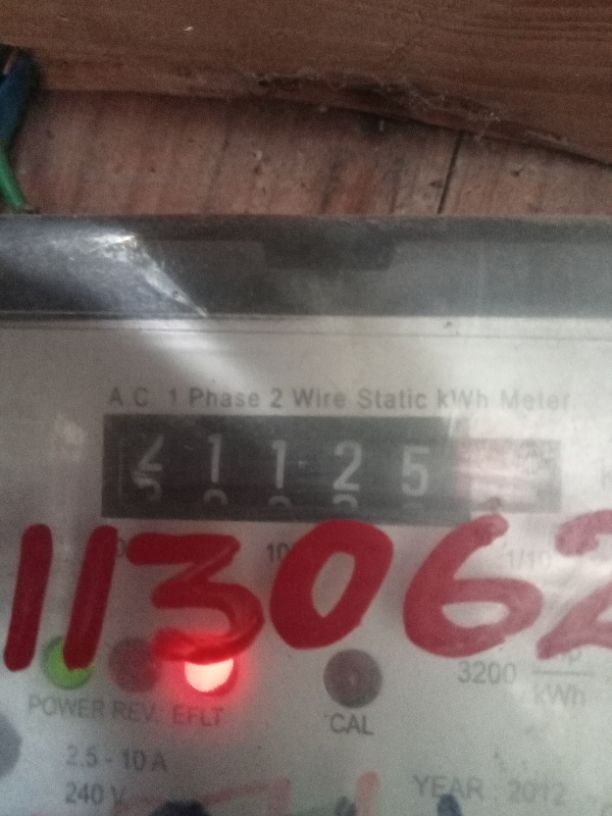 A.C. 1 Phase 2 Wire Static kWh Meter
21125
10
1/10
113062
3200
kWh
POWER REV. EFLT
CAL
2.5 - 10 A
240 V
YEAR : 2012